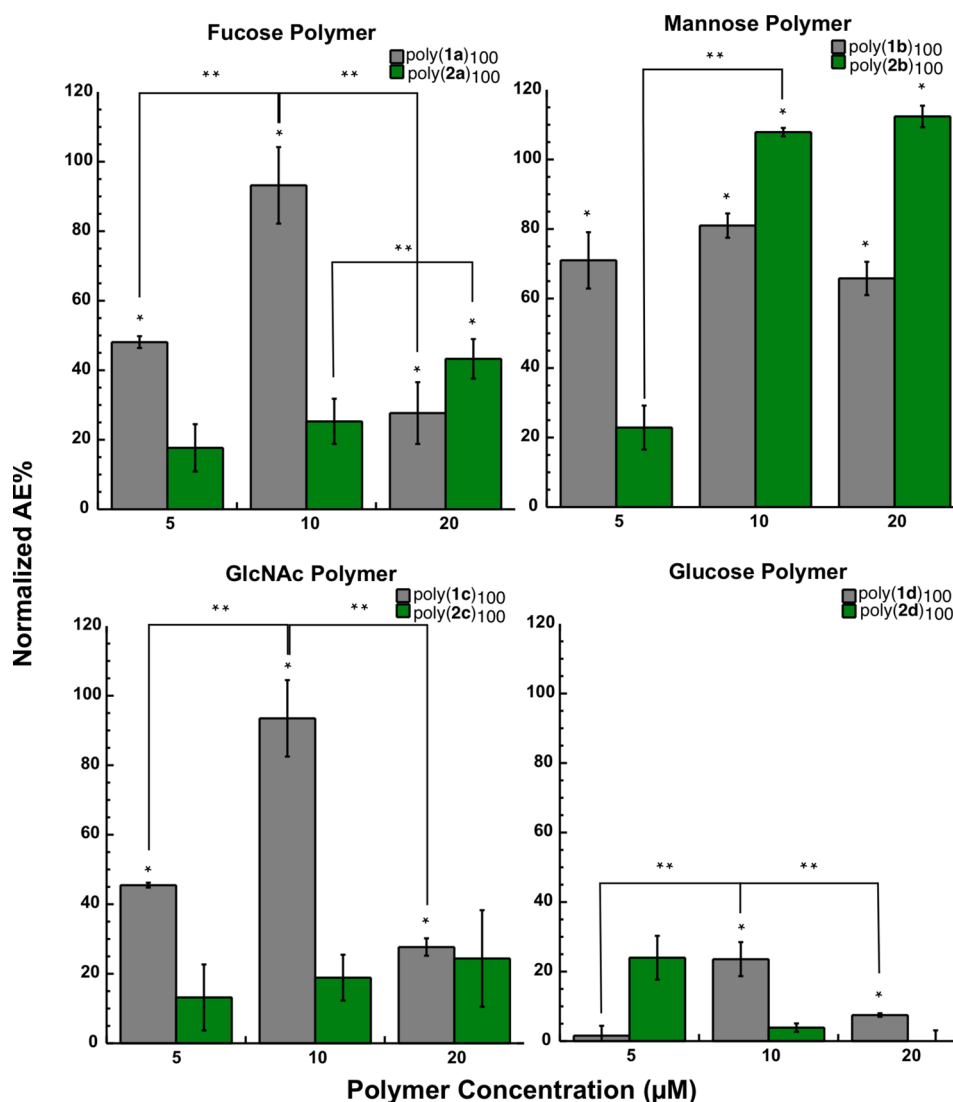 Fucose Polymer
poly(1a)100
poly(2a)100
** **
120
100
80
60
40
20
0
*
*
**
*
*
5 10 20
Mannose Polymer
poly(1b)100
poly(2b)100
**
120
100
80
60
40
20
0
*
*
*
*
*
5 10 20
Normalized AE%
GlcNAc Polymer
poly(1c)100
poly(2c)100
** **
120
100
80
60
40
20
0
*
*
*
5 10 20
Glucose Polymer
poly(1d)100
poly(2d)100
120
100
80
60
40
20
0
** **
*
*
5 10 20
Polymer Concentration (µM)